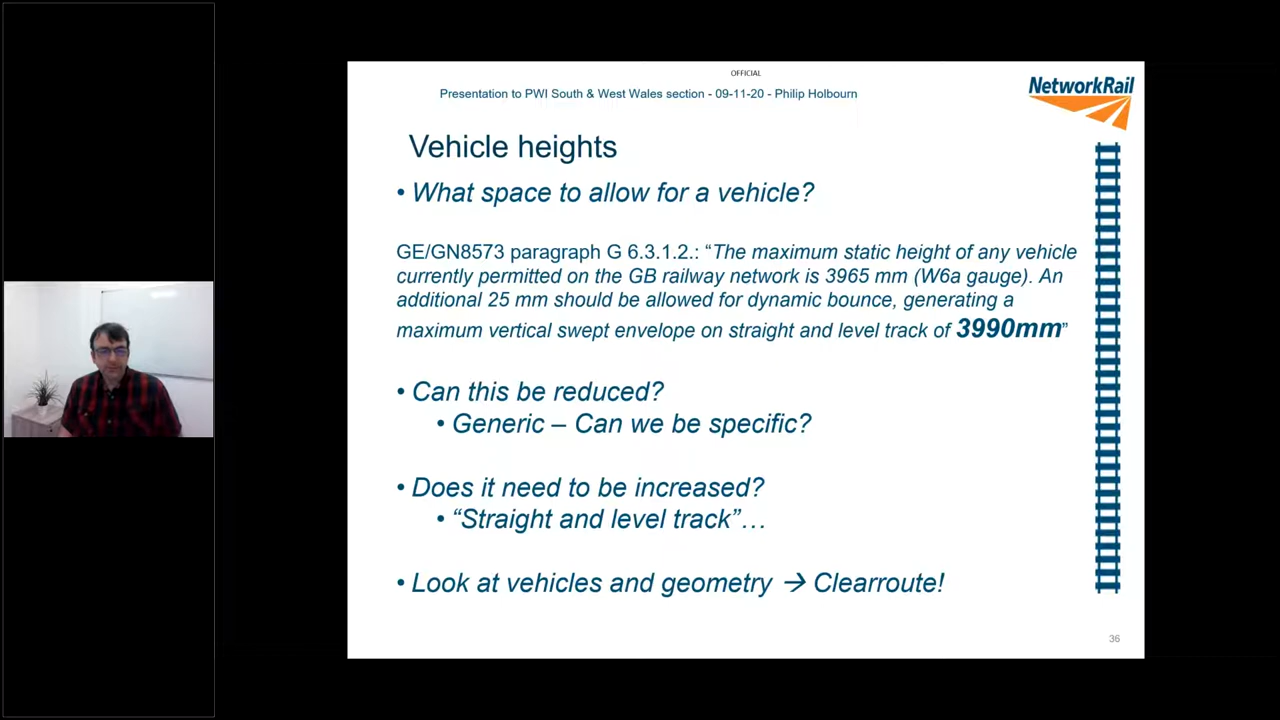 OFFICIAL
Presentation to PWI South & West Wales section - 09-11-20 - Philip Holbourn
NetworkRail
Vehicle heights
• What space to allow for a vehicle?
GE/GN8573 paragraph G 6.3.1.2.: “The maximum static height of any vehicle
currently permitted on the GB railway network is 3965 mm (W6a gauge). An
additional 25 mm should be allowed for dynamic bounce, generating a
maximum vertical swept envelope on straight and level track of 3990mm”
• Can this be reduced?
• Generic – Can we be specific?
• Does it need to be increased?
• “Straight and level track”…
• Look at vehicles and geometry → Clearroute!
36